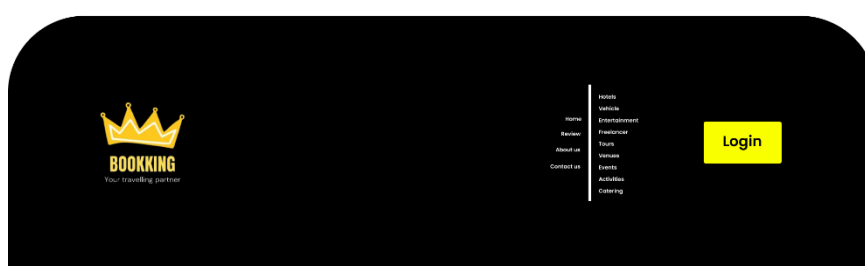 BOOKKING
Your travelling partner
Home
Review
About us
Contact us
Hotels
Vehicle
Entertainment
Freelancer
Tours
Venues
Events
Activities
Catering
Login